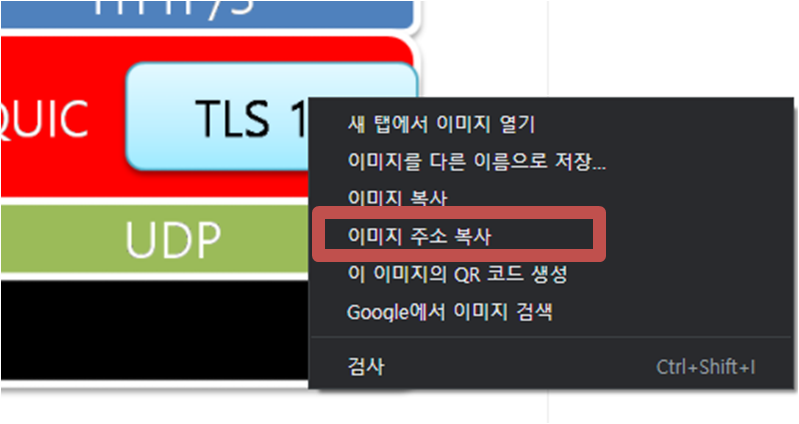 HTTP/3
QUIC
TLS 1
새 탭에서 이미지 열기
이미지를 다른 이름으로 저장...
이미지 복사
이미지 주소 복사
UDP
이 이미지의 QR 코드 생성
Google에서 이미지 검색
검사 Ctrl+Shift+I